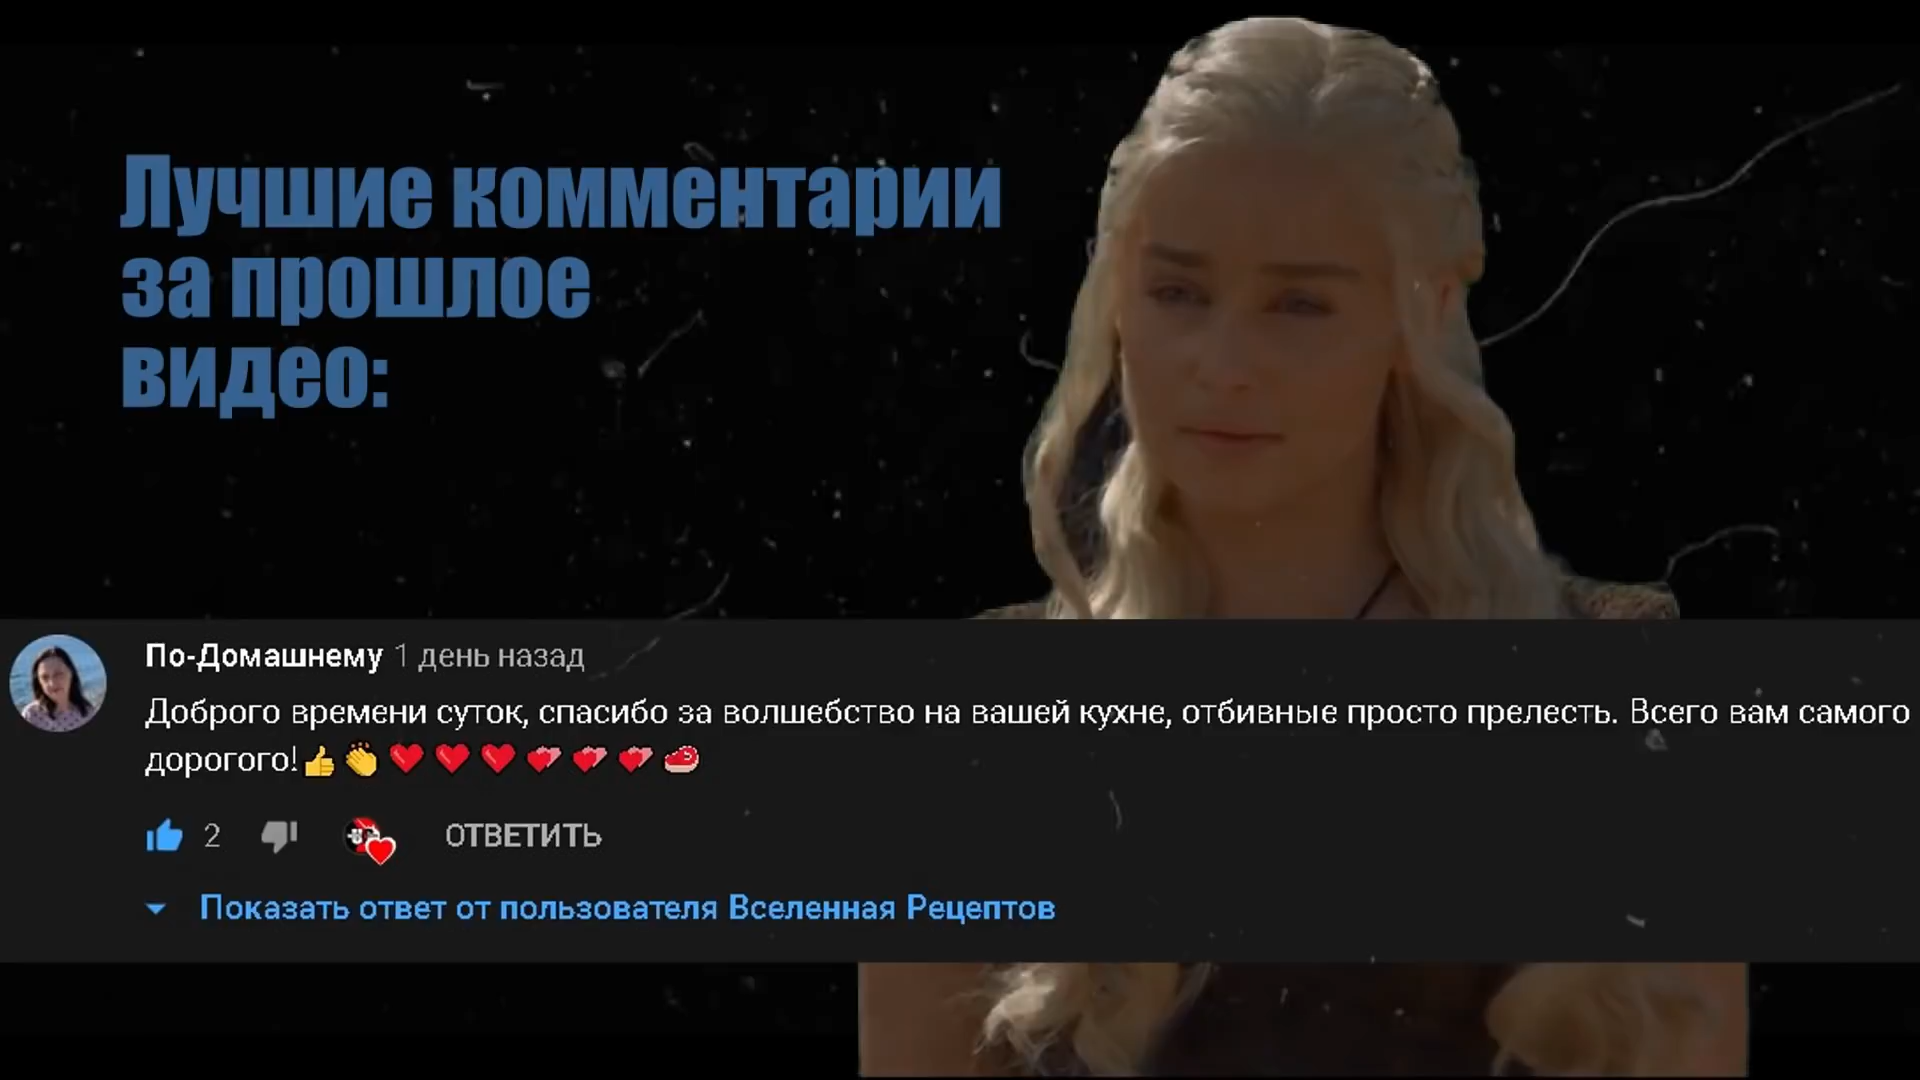 Лучшие комментарии
за прошлое
видео:
По-Домашнему 1 день назад
Доброго времени суток, спасибо за волшебство на вашей кухне, отбивные просто прелесть. Всего вам самого
дорогого!👍👏❤️❤️❤️💕💕💕🥩
2 ОТВЕТИТЬ
Показать ответ от пользователя Вселенная Рецептов